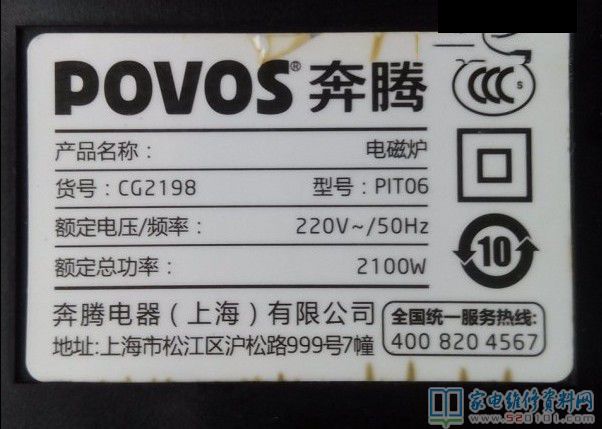 POVOS® 奔腾
CCC S
产品名称: 电磁炉
货号: CG2198 型号: PIT06
额定电压/频率: 220V~/50Hz
10
额定总功率: 2100W
奔腾电器(上海)有限公司
地址:上海市松江区沪松路999号7幢
全国统一服务热线:
400 820 4567
家电维修资料网
www.520101.com